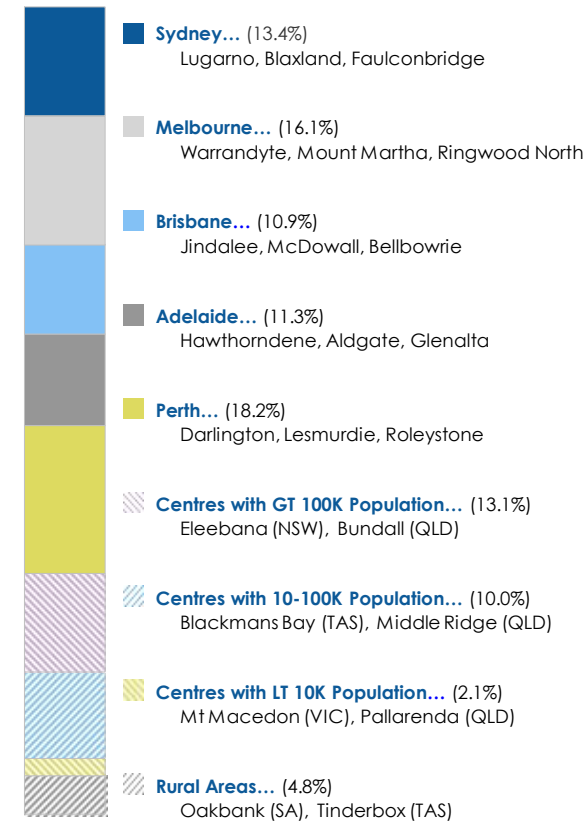 Sydney… (13.4%)
Lugarno, Blaxland, Faulconbridge
Melbourne… (16.1%)
Warrandyte, Mount Martha, Ringwood North
Brisbane… (10.9%)
Jindalee, McDowall, Bellbowrie
Adelaide… (11.3%)
Hawthorndene, Aldgate, Glenalta
Perth… (18.2%)
Darlington, Lesmurdie, Roleystone
Centres with GT 100K Population… (13.1%)
Eleebana (NSW), Bundall (QLD)
Centres with 10-100K Population… (10.0%)
Blackmans Bay (TAS), Middle Ridge (QLD)
Centres with LT 10K Population… (2.1%)
Mt Macedon (VIC), Pallarenda (QLD)
Rural Areas… (4.8%)
Oakbank (SA), Tinderbox (TAS)